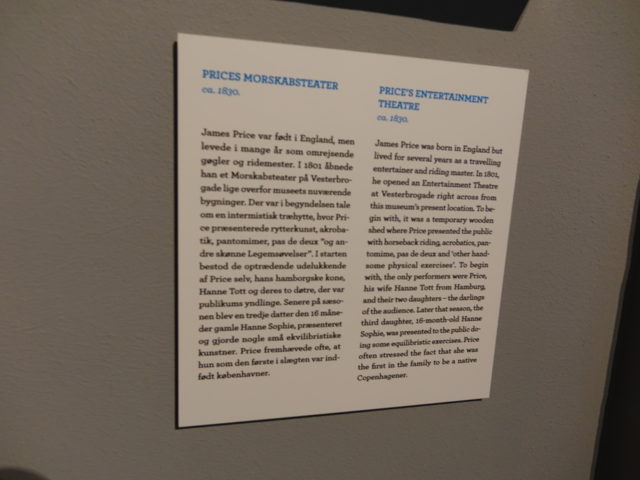 PRICES MORSKABSTEATER
ca. 1830.
James Price var født i England, men
levede i mange år som omrejsende
gøgler og ridemester. I 1801 åbnede
han et Morskabsteater på Vesterbro-
gade lige overfor museets nuværende
bygninger. Der var i begyndelsen tale
om en intermistisk træhytte, hvor Pri-
ce præsenterede rytterkunst, akroba-
tik, pantomimer, pas de deux "og an-
dre skønne Legemsøvelser". I starten
bestod de optrædende udelukkende
af Price selv, hans hamborgske kone,
Hanne Tott og deres to døtre, der var
publikums yndlinge. Senere på sæso-
nen blev en tredje datter den 16 måne-
der gamle Hanne Sophie, præsenteret
og gjorde nogle små ekvilibristiske
kunstner. Price fremhævede ofte, at
hun som den første i slægten var ind-
født københavner.
PRICE'S ENTERTAINMENT
THEATRE
ca. 1830.
James Price was born in England but
lived for several years as a travelling
entertainer and riding master. In 1801,
he opened an Entertainment Theatre
at Vesterbrogade right across from
this museum's present location. To be-
gin with, it was a temporary wooden
shed where Price presented the public
with horseback riding, acrobatics, pan-
tomime, pas de deux and 'other hand-
some physical exercises'. To begin
with, the only performers were Price,
his wife Hanne Tott from Hamburg,
and their two daughters – the darlings
of the audience. Later that season, the
third daughter, 16-month-old Hanne
Sophie, was presented to the public do-
ing some equilibristic exercises. Price
often stressed the fact that she was
the first in the family to be a native
Copenhagener.